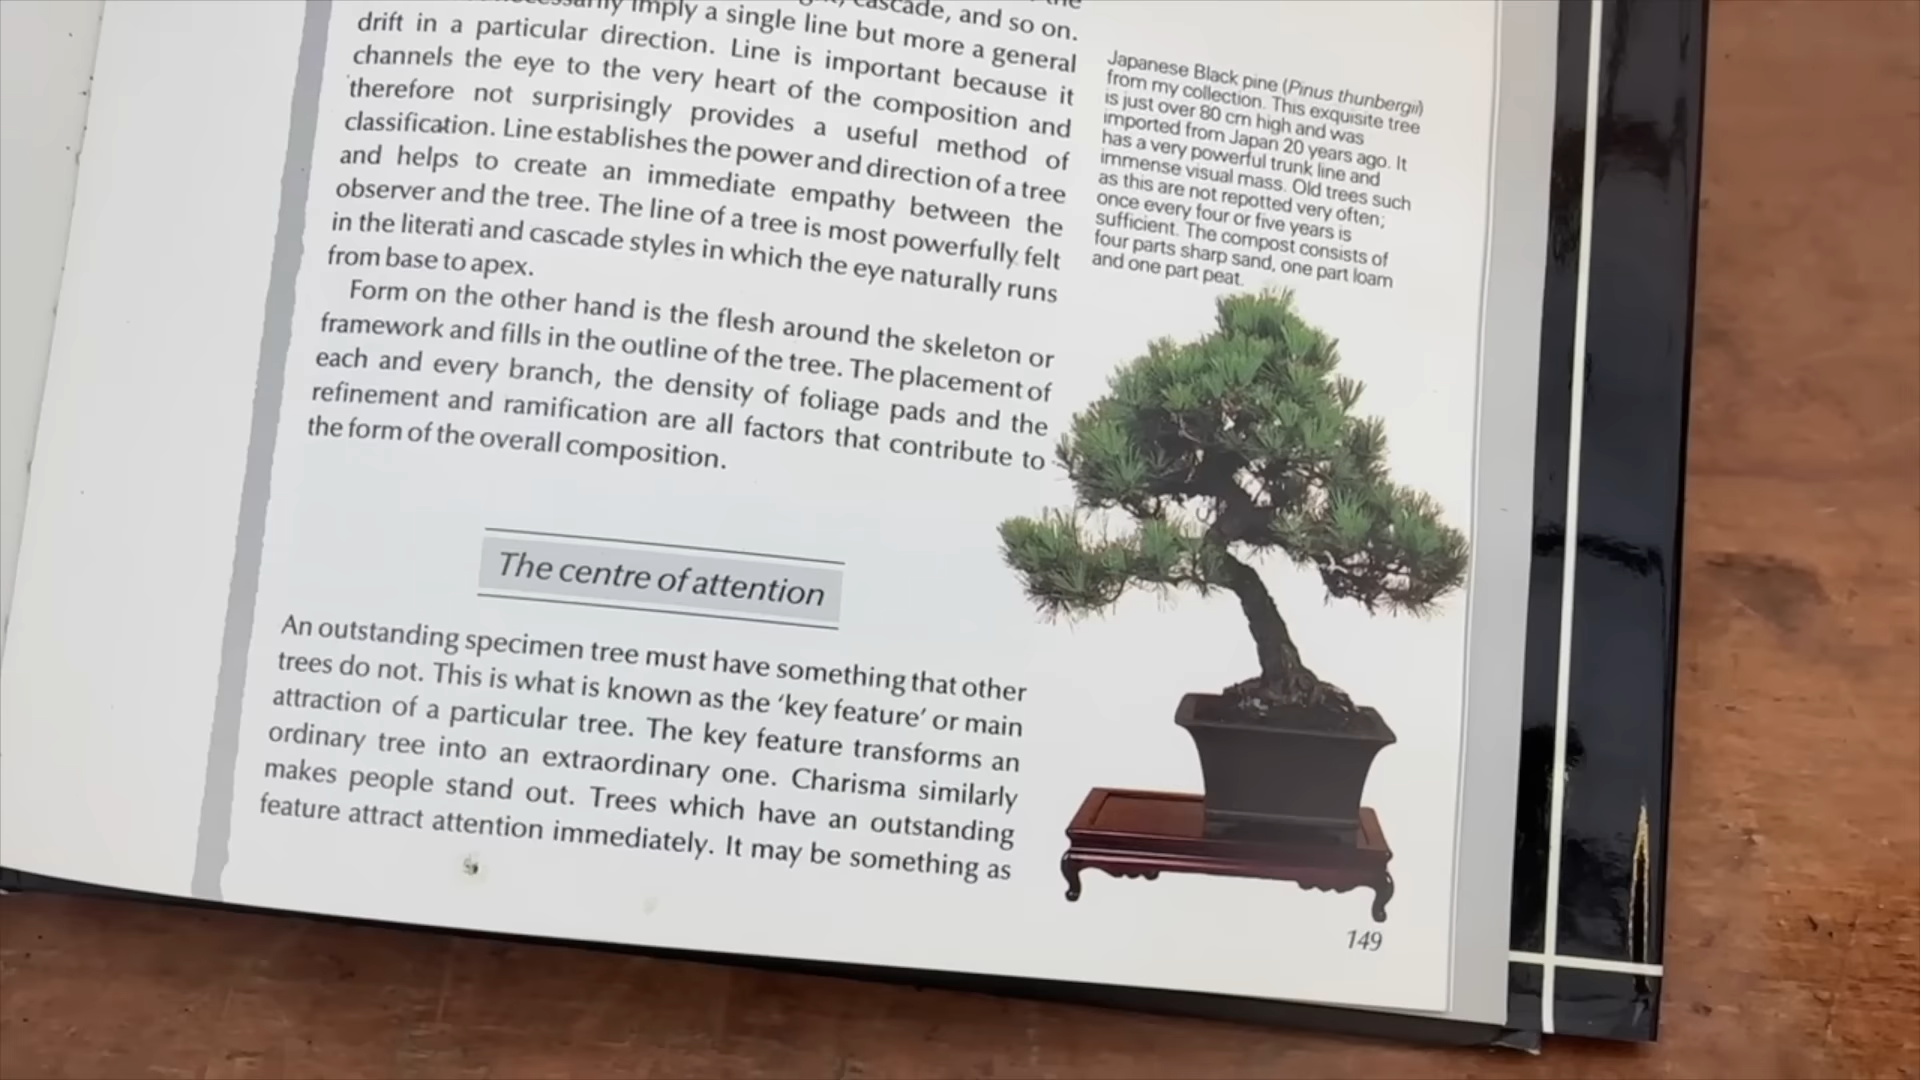 imply a single line but more a general
cascade, and so on.
drift in a particular direction. Line is important because it
channels the eye to the very heart of the composition and
therefore not surprisingly provides a useful method of
classification. Line establishes the power and direction of a tree
and helps to create an immediate empathy between the
observer and the tree. The line of a tree is most powerfully felt
in the literati and cascade styles in which the eye naturally runs
from base to apex.
Form on the other hand is the flesh around the skeleton or
framework and fills in the outline of the tree. The placement of
each and every branch, the density of foliage pads and the
refinement and ramification are all factors that contribute to
the form of the overall composition.
The centre of attention
An outstanding specimen tree must have something that other
trees do not. This is what is known as the ‘key feature’ or main
attraction of a particular tree. The key feature transforms an
ordinary tree into an extraordinary one. Charisma similarly
makes people stand out. Trees which have an outstanding
feature attract attention immediately. It may be something as
Japanese Black pine (Pinus thunbergii)
from my collection. This exquisite tree
is just over 80 cm high and was
imported from Japan 20 years ago. It
has a very powerful trunk line and
immense visual mass. Old trees such
as this are not repotted very often;
once every four or five years is
sufficient. The compost consists of
four parts sharp sand, one part loam
and one part peat.
149